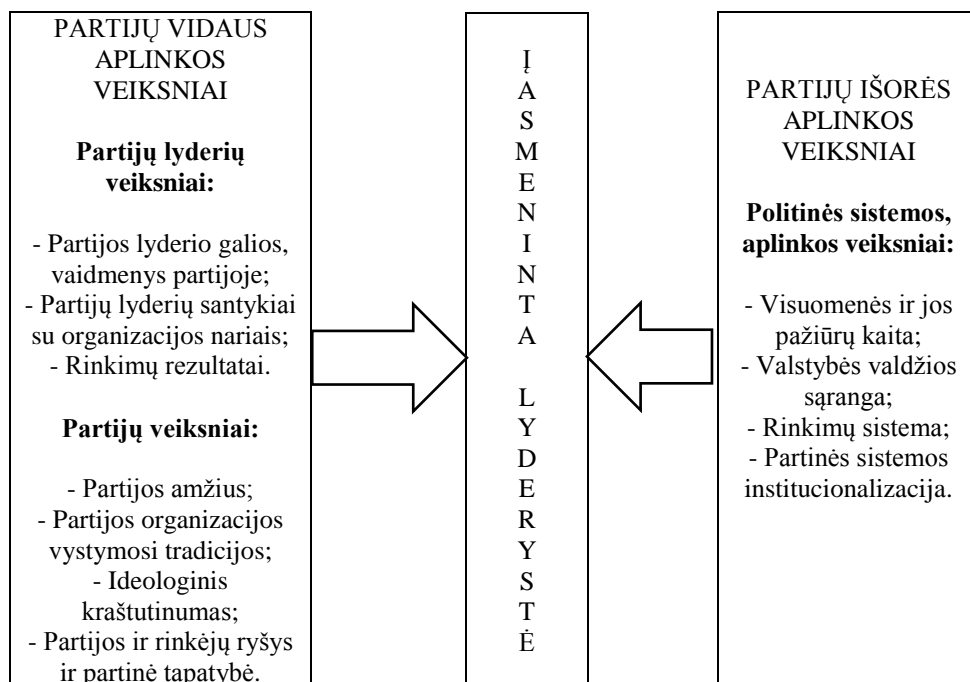 PARTIJŲ VIDAUS
APLINKOS
VEIKSNIAI
Partijų lyderių
veiksniai:
- Partijos lyderio galios,
vaidmenys partijoje;
- Partijų lyderių santykiai
su organizacijos nariais;
- Rinkimų rezultatai.
Partijų veiksniai:
- Partijos amžius;
- Partijos organizacijos
vystymosi tradicijos;
- Ideologinis
kraštutinumas;
- Partijos ir rinkėjų ryšys
ir partinė tapatybė.
Į
A
S
M
E
N
I
N
T
A
L
Y
D
E
R
Y
S
T
Ė
PARTIJŲ IŠORĖS
APLINKOS
VEIKSNIAI
Politinės sistemos,
aplinkos veiksniai:
- Visuomenės ir jos
pažiūrų kaita;
- Valstybės valdžios
sąranga;
- Rinkimų sistema;
- Partinės sistemos
institucionalizacija.